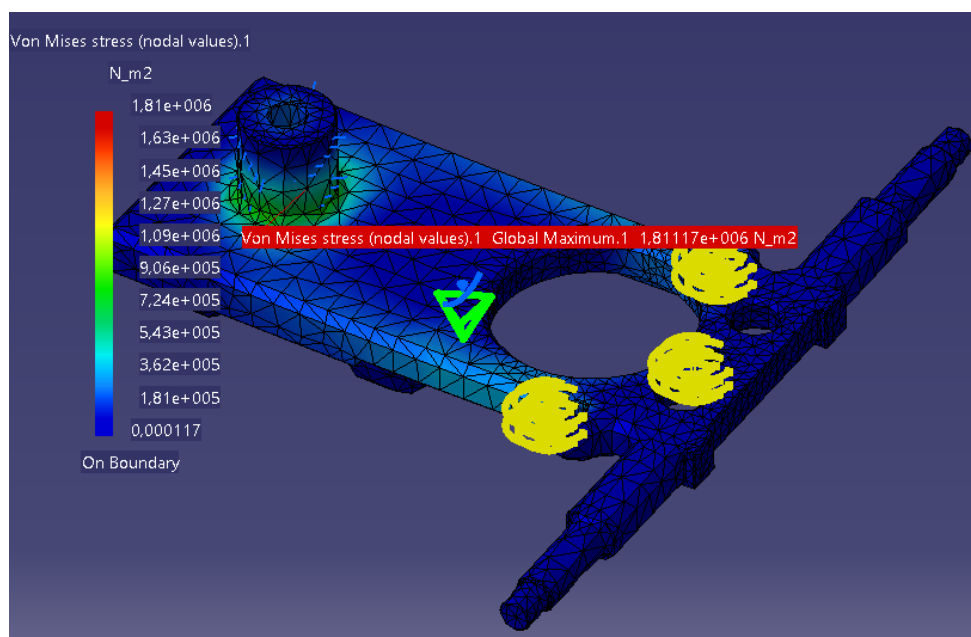 Von Mises stress (nodal values).1
N_m2
1,81e+006
1,63e+006
1,45e+006
1,27e+006
1,09e+006
9,06e+005
7,24e+005
5,43e+005
3,62e+005
1,81e+005
0,000117
On Boundary
Von Mises stress (nodal values).1 Global Maximum.1 1,81117e+006 N_m2